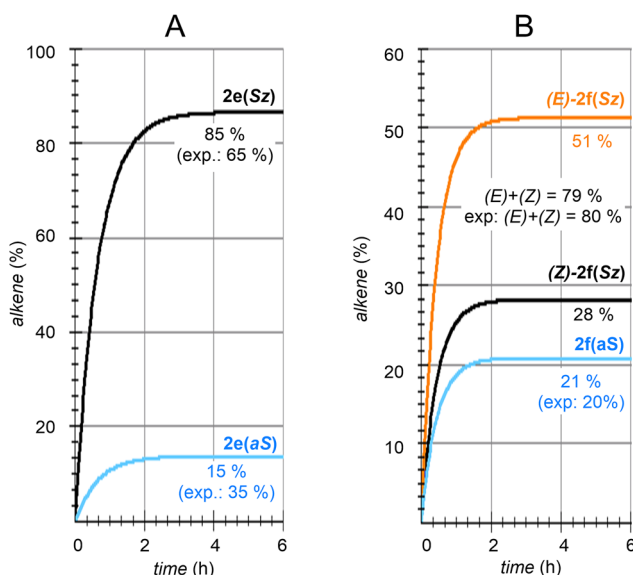 A
100
80
60
40
20
alkene (%)
2e(Sz)
85 %
(exp.: 65 %)
2e(aS)
15 %
(exp.: 35 %)
0
2
4
6
time (h)
B
60
50
40
30
20
10
alkene (%)
(E)-2f(Sz)
51 %
(E)+(Z) = 79 %
exp: (E)+(Z) = 80 %
(Z)-2f(Sz)
28 %
2f(aS)
21 %
(exp: 20%)
0
2
4
6
time (h)